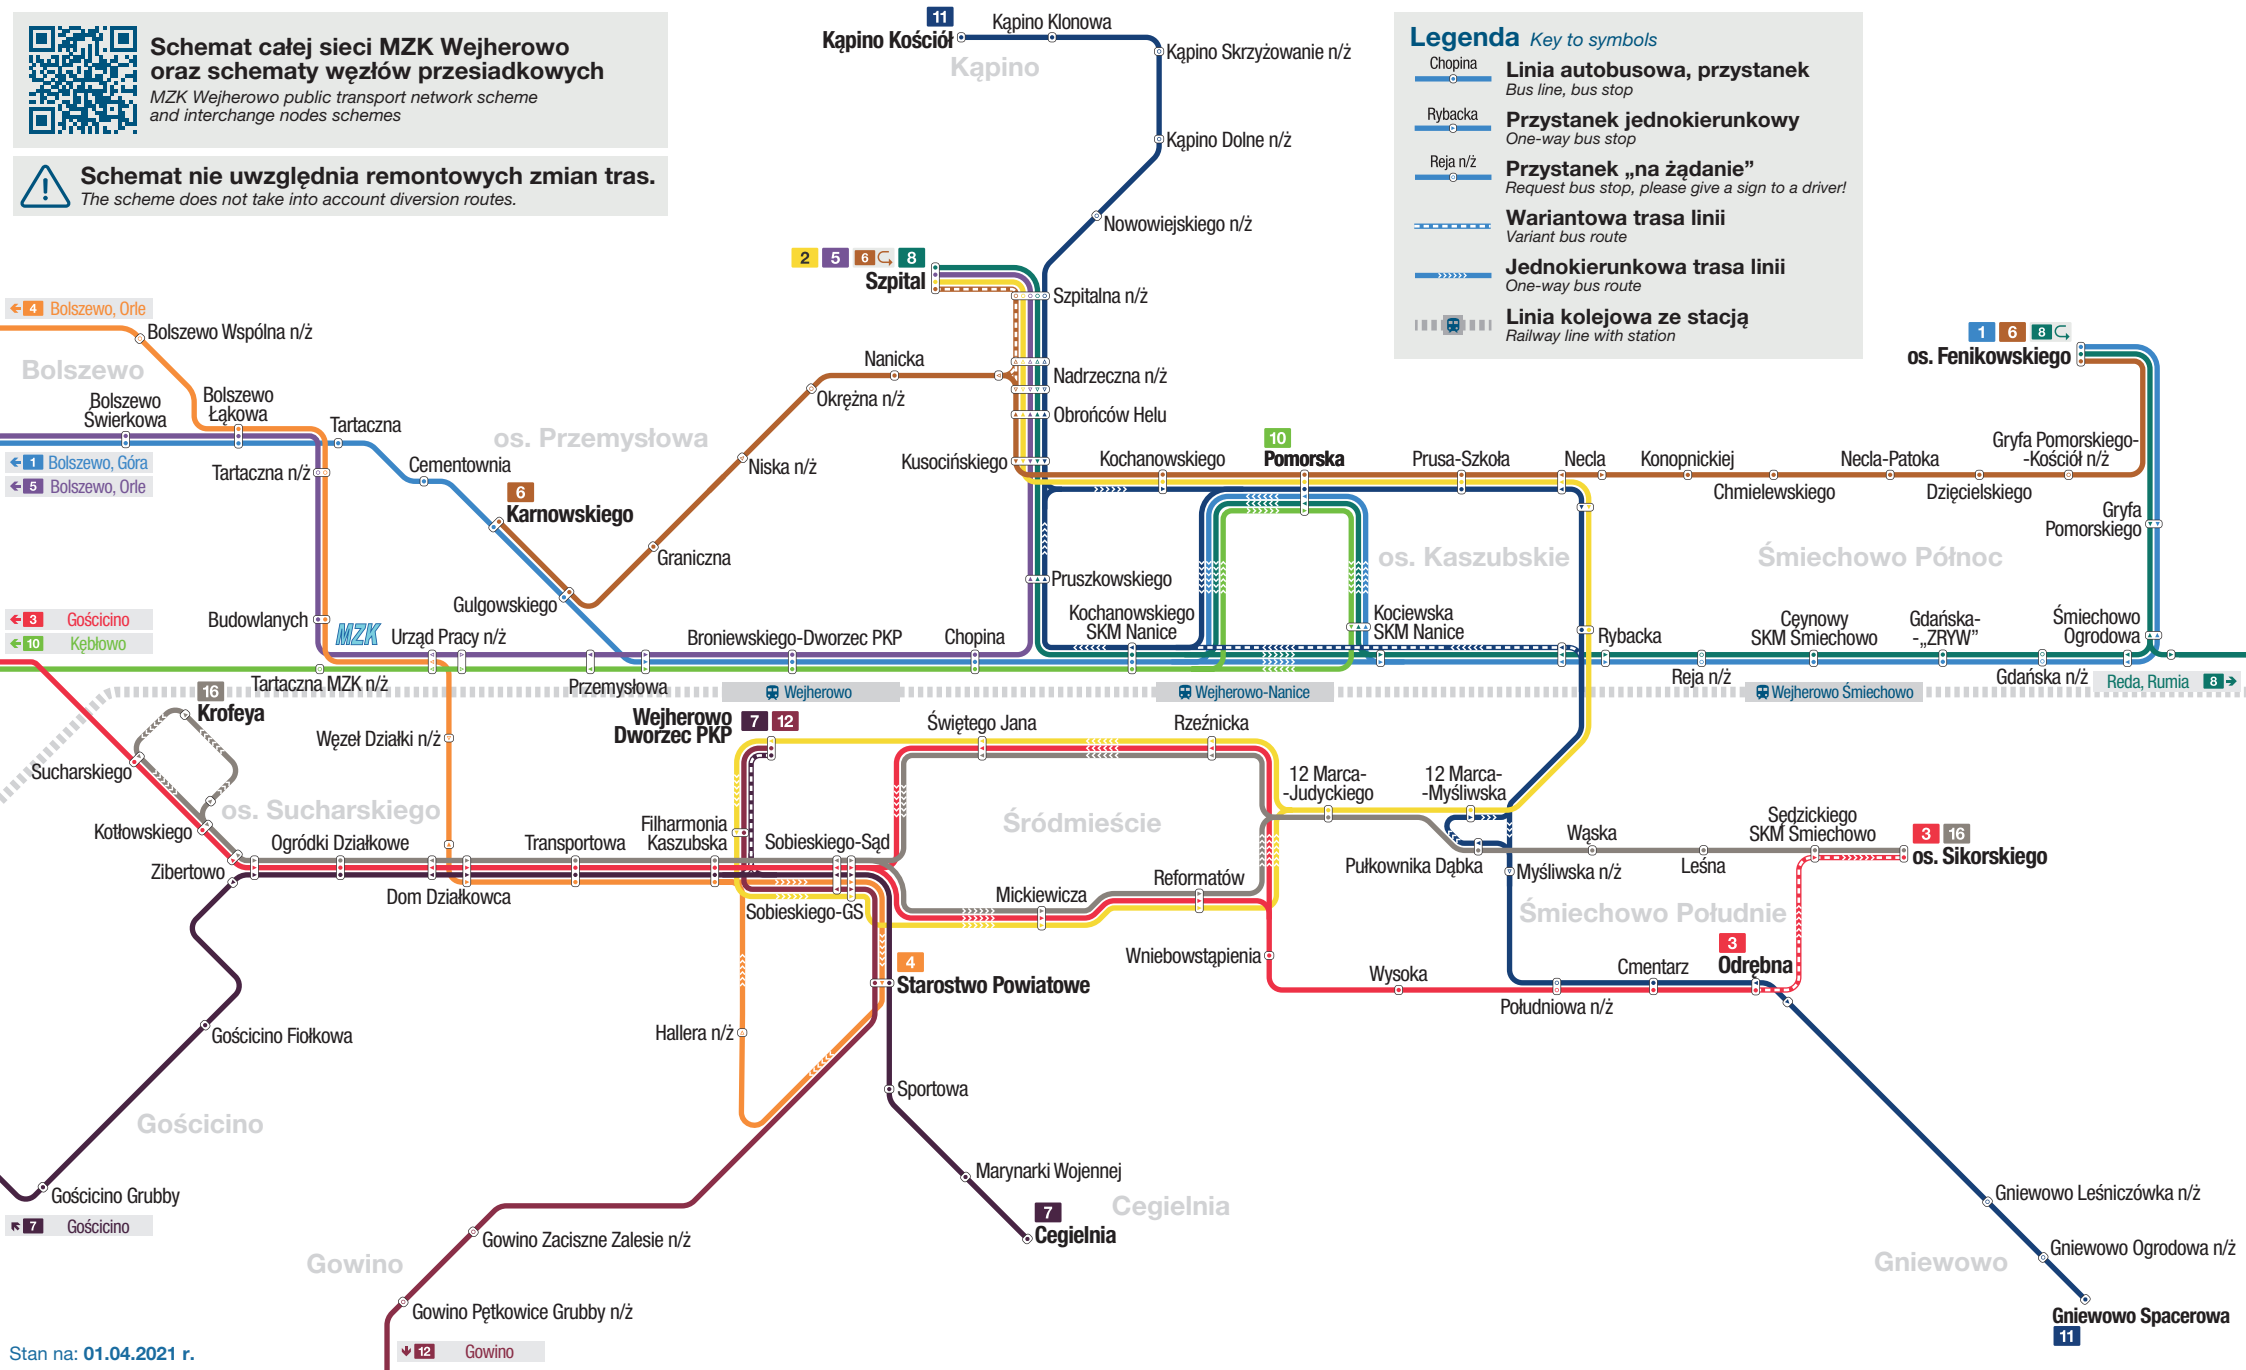 Schemat całej sieci MZK Wejherowo
oraz schematy węzłów przesiadkowych
MZK Wejherowo public transport network scheme
and interchange nodes schemes
Schemat nie uwzględnia remontowych zmian tras.
The scheme does not take into account diversion routes.
11
Kąpino Kościół
Kąpino Klonowa
Kąpino Skrzyżowanie n/ż
Kąpino
Kąpino Dolne n/ż
Nowowiejskiego n/ż
Legenda Key to symbols
Chopina
Linia autobusowa, przystanek
Bus line, bus stop
Rybacka
Przystanek jednokierunkowy
One-way bus stop
Reja n/ż
Przystanek „na żądanie”
Request bus stop, please give a sign to a driver!
Wariantowa trasa linii
Variant bus route
Jednokierunkowa trasa linii
One-way bus route
Linia kolejowa ze stacją
Railway line with station
2 5 6 8
Szpital
Szpitalna n/ż
4 Bolszewo, Orle
Bolszewo Wspólna n/ż
Bolszewo
Bolszewo
Świerkowa
Bolszewo
Łąkowa
Tartaczna
1 Bolszewo, Góra
5 Bolszewo, Orle
Tartaczna n/ż
Cementownia
os. Przemysłowa
6
Karnowskiego
Nanicka
Okrężna n/ż
Niska n/ż
Graniczna
Gulgowskiego
Nadrzeczna n/ż
Obrońców Helu
Kusocińskiego
Kochanowskiego
10
Pomorska
Prusa-Szkoła
Necla
Konopnickiej
Chmielewskiego
Necla-Patoka
Dzięcielskiego
Gryfa Pomorskiego-
-Kościół n/ż
1 6 8
os. Fenikowskiego
Gryfa
Pomorskiego
os. Kaszubskie
Śmiechowo Północ
Pruszkowskiego
Kochanowskiego
SKM Nanice
Kociewska
SKM Nanice
Rybacka
Reja n/ż
Ceynowy
SKM Śmiechowo
Gdańska-
-„ZRYW”
Gdańska n/ż
Śmiechowo
Ogrodowa
Reda, Rumia 8
3 Gościcino
10 Kębłowo
Budowlanych
MZK
Urząd Pracy n/ż
Tartaczna MZK n/ż
Przemysłowa
Broniewskiego-Dworzec PKP
Chopina
Wejherowo
Wejherowo-Nanice
Wejherowo Śmiechowo
16
Krofeya
Węzeł Działki n/ż
Sucharskiego
os. Sucharskiego
Kotłowskiego
Zibertowo
Ogródki Działkowe
Dom Działkowca
Transportowa
Wejherowo
Dworzec PKP
7 12
Filharmonia
Kaszubska
Sobieskiego-Sąd
Sobieskiego-GS
Świętego Jana
Rzeźnicka
Śródmieście
Mickiewicza
Reformatów
12 Marca-
-Judyckiego
12 Marca-
-Myśliwska
Pułkownika Dąbka
Myśliwska n/ż
Wąska
Leśna
Sędzickiego
SKM Śmiechowo
3 16
os. Sikorskiego
Śmiechowo Południe
Wniebowstąpienia
Wysoka
Południowa n/ż
Cmentarz
3
Odrębna
4
Starostwo Powiatowe
Hallera n/ż
Sportowa
Marynarki Wojennej
7
Cegielnia
Cegielnia
Gościcino Fiołkowa
Gościcino
Gościcino Grubby
7 Gościcino
Gowino
Gowino Zaciszne Zalesie n/ż
Gowino Pętkowice Grubby n/ż
12 Gowino
Gniewowo Leśniczówka n/ż
Gniewowo Ogrodowa n/ż
Gniewowo
Gniewowo Spacerowa
11
Stan na: 01.04.2021 r.